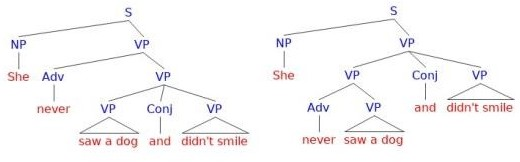 S S
NP VP NP VP
She Adv VP She VP Conj VP
never VP Conj VP Adv VP and didn't smile
saw a dog and didn't smile never saw a dog